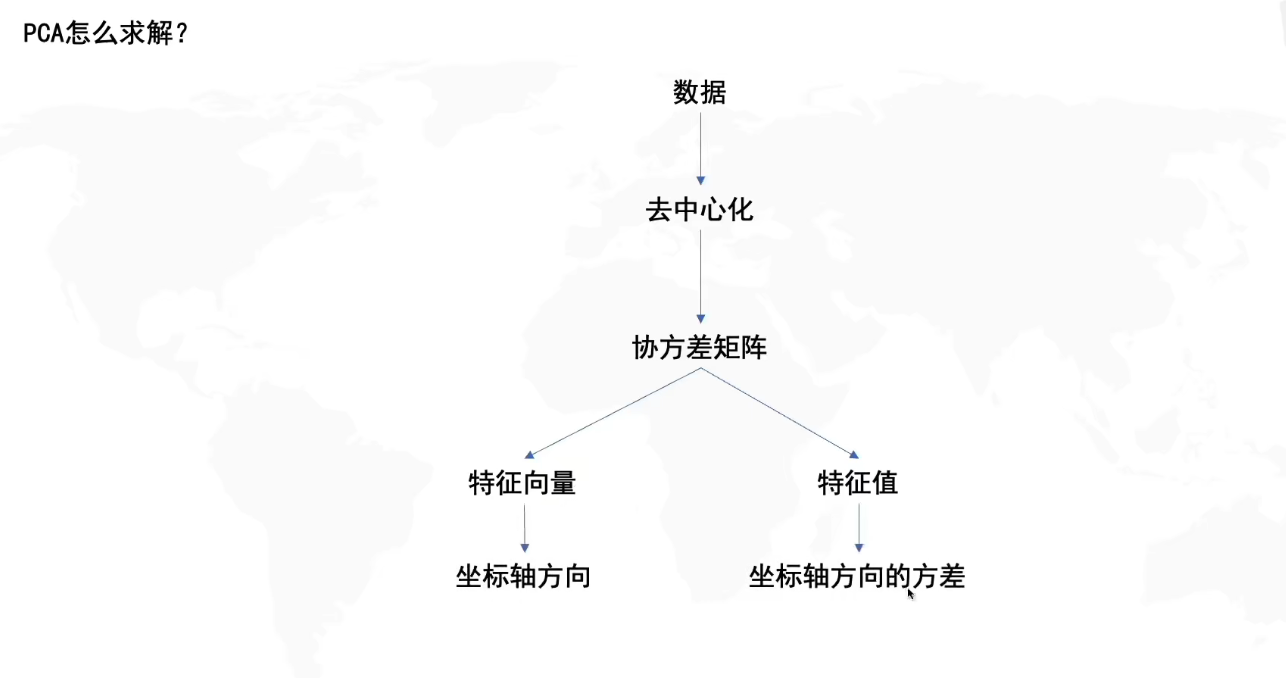 PCA怎么求解?
数据
去中心化
协方差矩阵
特征向量
特征值
坐标轴方向
坐标轴方向的方差